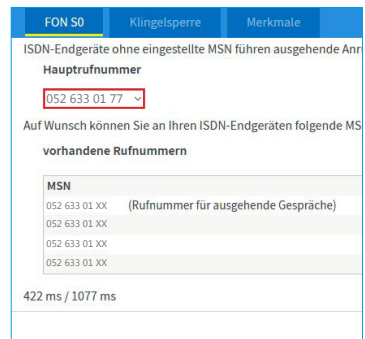 FON S0 Klingelsperre Merkmale
ISDN-Endgeräte ohne eingestellte MSN führen ausgehende Anr
Hauptrufnummer
052 633 01 77
Auf Wunsch können Sie an Ihren ISDN-Endgeräten folgende MS
vorhandene Rufnummern
MSN
052 633 01 XX (Rufnummer für ausgehende Gespräche)
052 633 01 XX
052 633 01 XX
052 633 01 XX
422 ms / 1077 ms